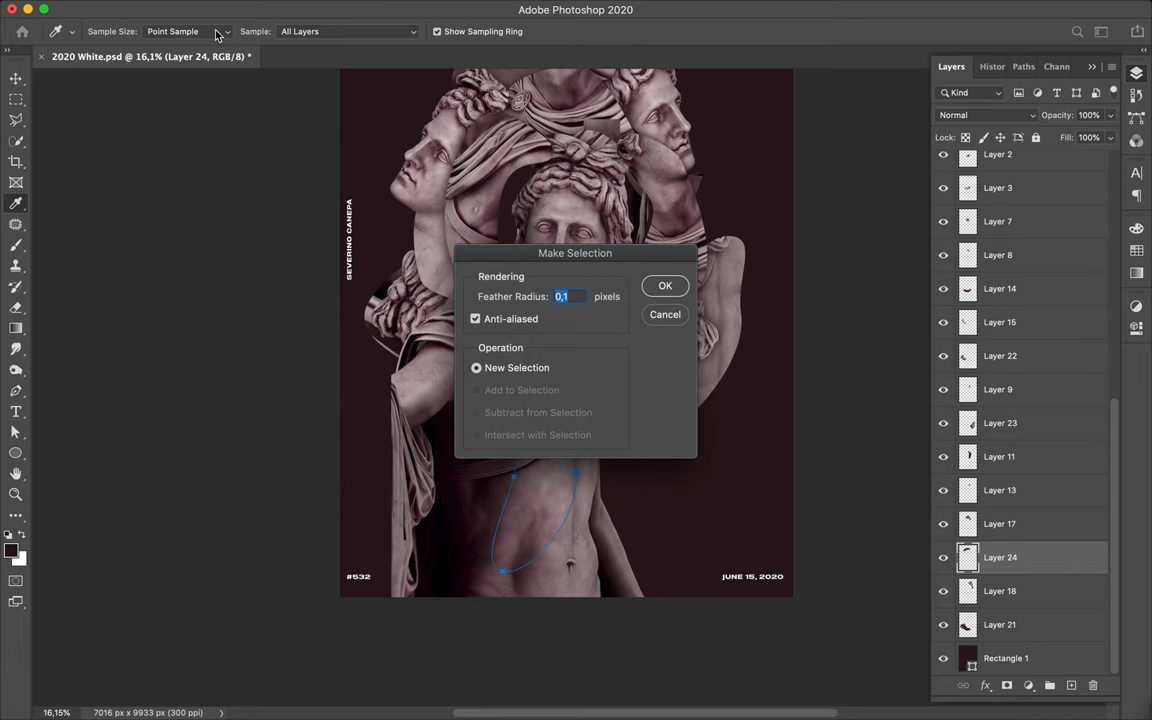 Adobe Photoshop 2020
Sample Size: Point Sample Sample: All Layers Show Sampling Ring
2020 White.psd @ 16,1% (Layer 24, RGB/8) *
Layers Histor Paths Chann
Kind
Normal Opacity: 100%
Lock: Fill: 100%
Layer 2
Layer 3
Layer 7
Layer 8
Layer 14
Layer 15
Layer 22
Layer 9
Layer 23
Layer 11
Layer 13
Layer 17
Layer 24
Layer 18
Layer 21
Rectangle 1
SEVERINO CANEPA
Make Selection
Rendering
Feather Radius: 0,1 pixels
Anti-aliased
OK
Cancel
Operation
New Selection
Add to Selection
Subtract from Selection
Intersect with Selection
#532
JUNE 15, 2020
16,15% 7016 px x 9933 px (300 ppi)